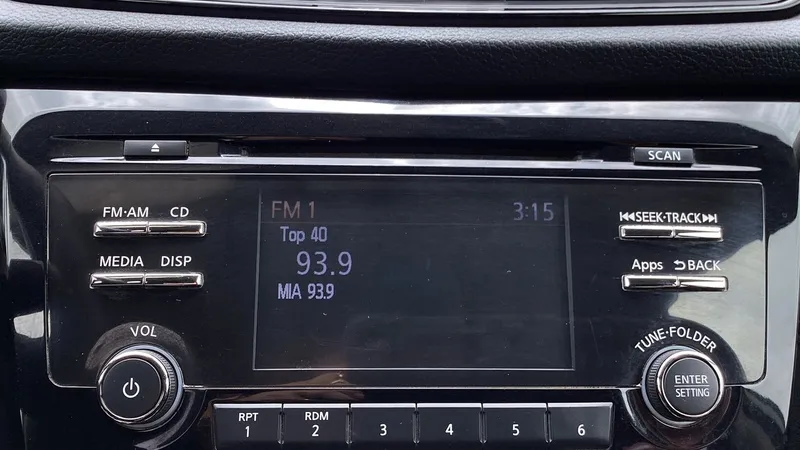 SCAN
FM·AM CD
FM 1 3:15
SEEK·TRACK
Top 40
MEDIA DISP
93.9
Apps BACK
MIA 93.9
VOL
TUNE·FOLDER
ENTER
SETTING
RPT RDM
1 2 3 4 5 6